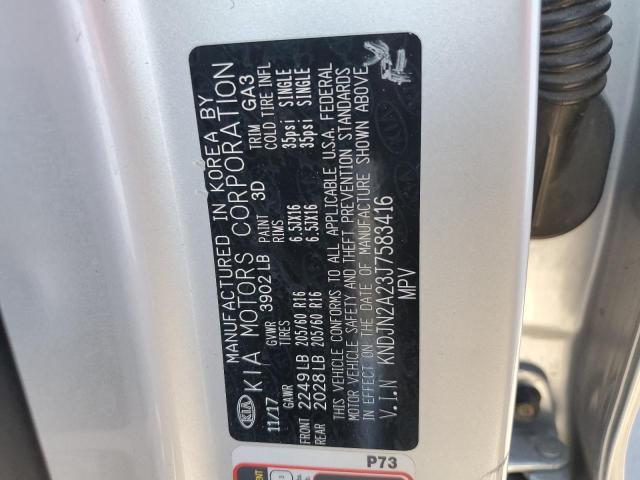 MANUFACTURED IN KOREA BY
KIA KIA MOTORS CORPORATION
11/17 GVWR 3902LB PAINT 3D TRIM GA3
GAWR TIRES RIMS COLD TIRE INFL
FRONT 2249LB 205/60 R16 6.5JX16 35psi SINGLE
REAR 2028LB 205/60 R16 6.5JX16 35psi SINGLE
THIS VEHICLE CONFORMS TO ALL APPLICABLE U.S.A. FEDERAL
MOTOR VEHICLE SAFETY AND THEFT PREVENTION STANDARDS
IN EFFECT ON THE DATE OF MANUFACTURE SHOWN ABOVE
V.I.N KNDJN2A23J7583416
MPV
P73